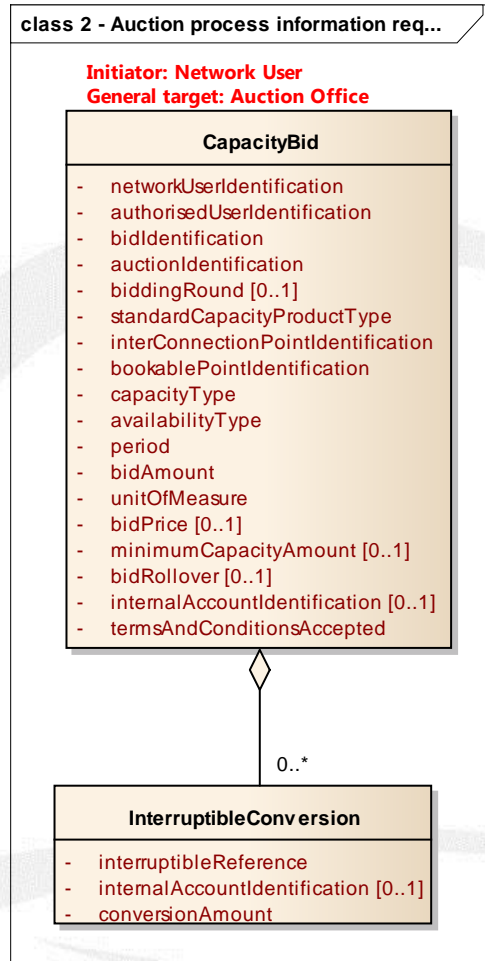 class 2 - Auction process information req...
Initiator: Network User
General target: Auction Office
CapacityBid
- networkUserIdentification
- authorisedUserIdentification
- bidIdentification
- auctionIdentification
- biddingRound [0..1]
- standardCapacityProductType
- interConnectionPointIdentification
- bookablePointIdentification
- capacityType
- availabilityType
- period
- bidAmount
- unitOfMeasure
- bidPrice [0..1]
- minimumCapacityAmount [0..1]
- bidRollover [0..1]
- internalAccountIdentification [0..1]
- termsAndConditionsAccepted
0..*
InterruptibleConversion
- interruptibleReference
- internalAccountIdentification [0..1]
- conversionAmount